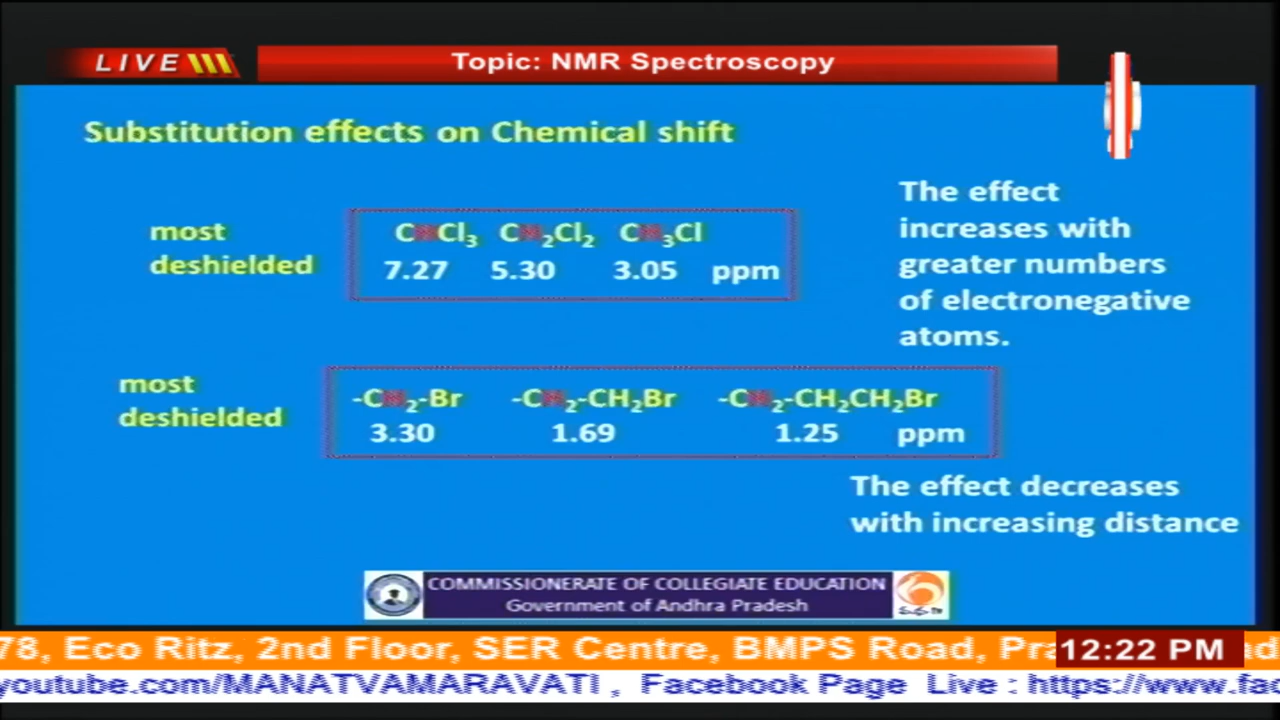 LIVE
Topic: NMR Spectroscopy
Substitution effects on Chemical shift
most
deshielded
CHCl₃ CH₂Cl₂ CH₃Cl
7.27 5.30 3.05 ppm
The effect
increases with
greater numbers
of electronegative
atoms.
most
deshielded
-CH₂-Br -CH₂-CH₂Br -CH₂-CH₂CH₂Br
3.30 1.69 1.25 ppm
The effect decreases
with increasing distance
COMMISSIONERATE OF COLLEGIATE EDUCATION
Government of Andhra Pradesh
78, Eco Ritz, 2nd Floor, SER Centre, BMPS Road, Pra
12:22 PM
youtube.com/MANATVAMARAVATI , Facebook Page Live : https://www.fac